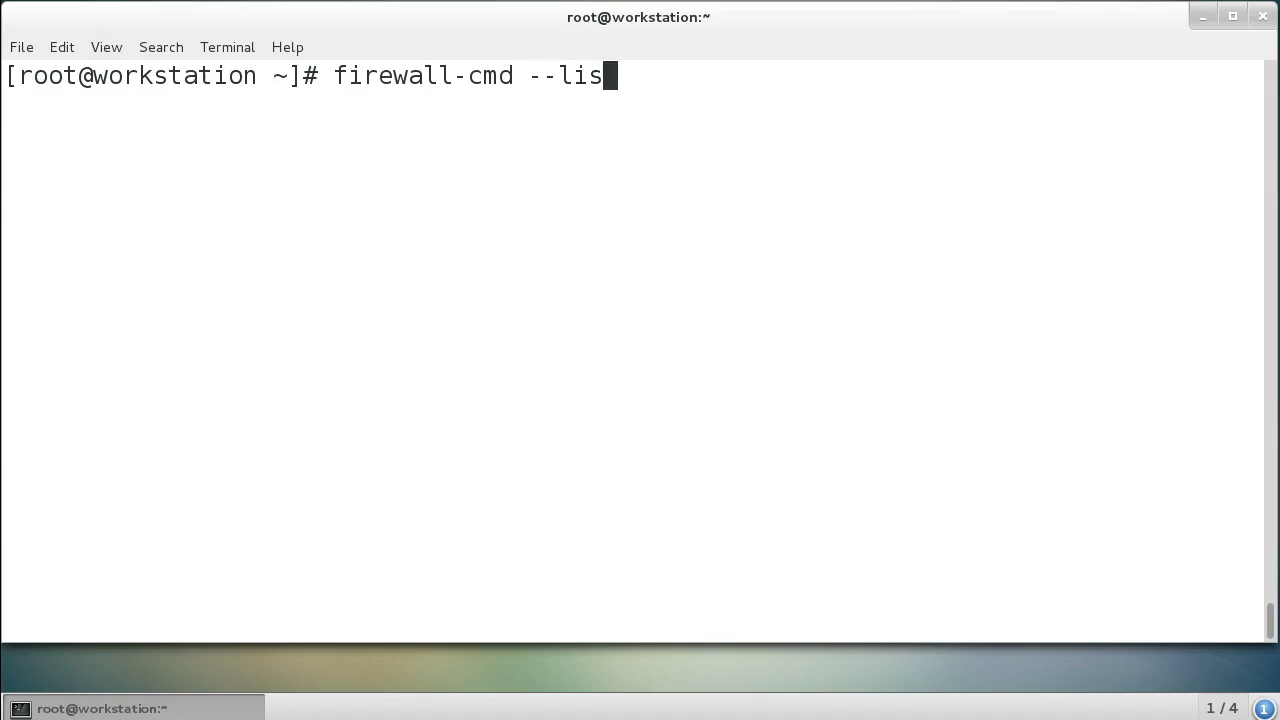 root@workstation:~
File Edit View Search Terminal Help
[root@workstation ~]# firewall-cmd --lis
root@workstation:~ 1 / 4 1